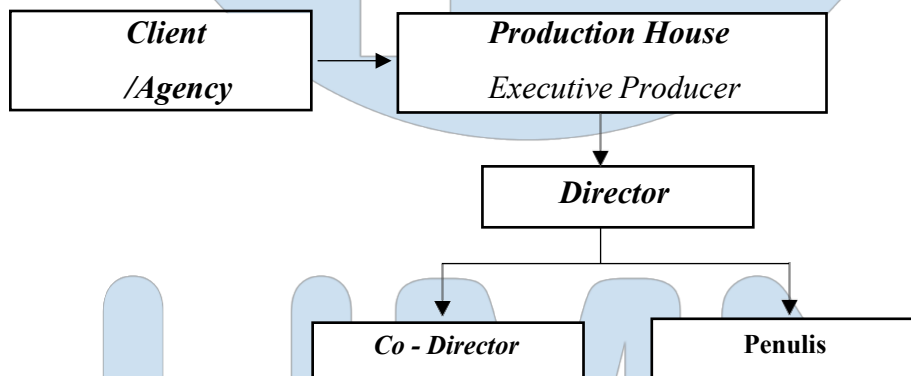 Client
/Agency
Production House
Executive Producer
Director
Co - Director
Penulis